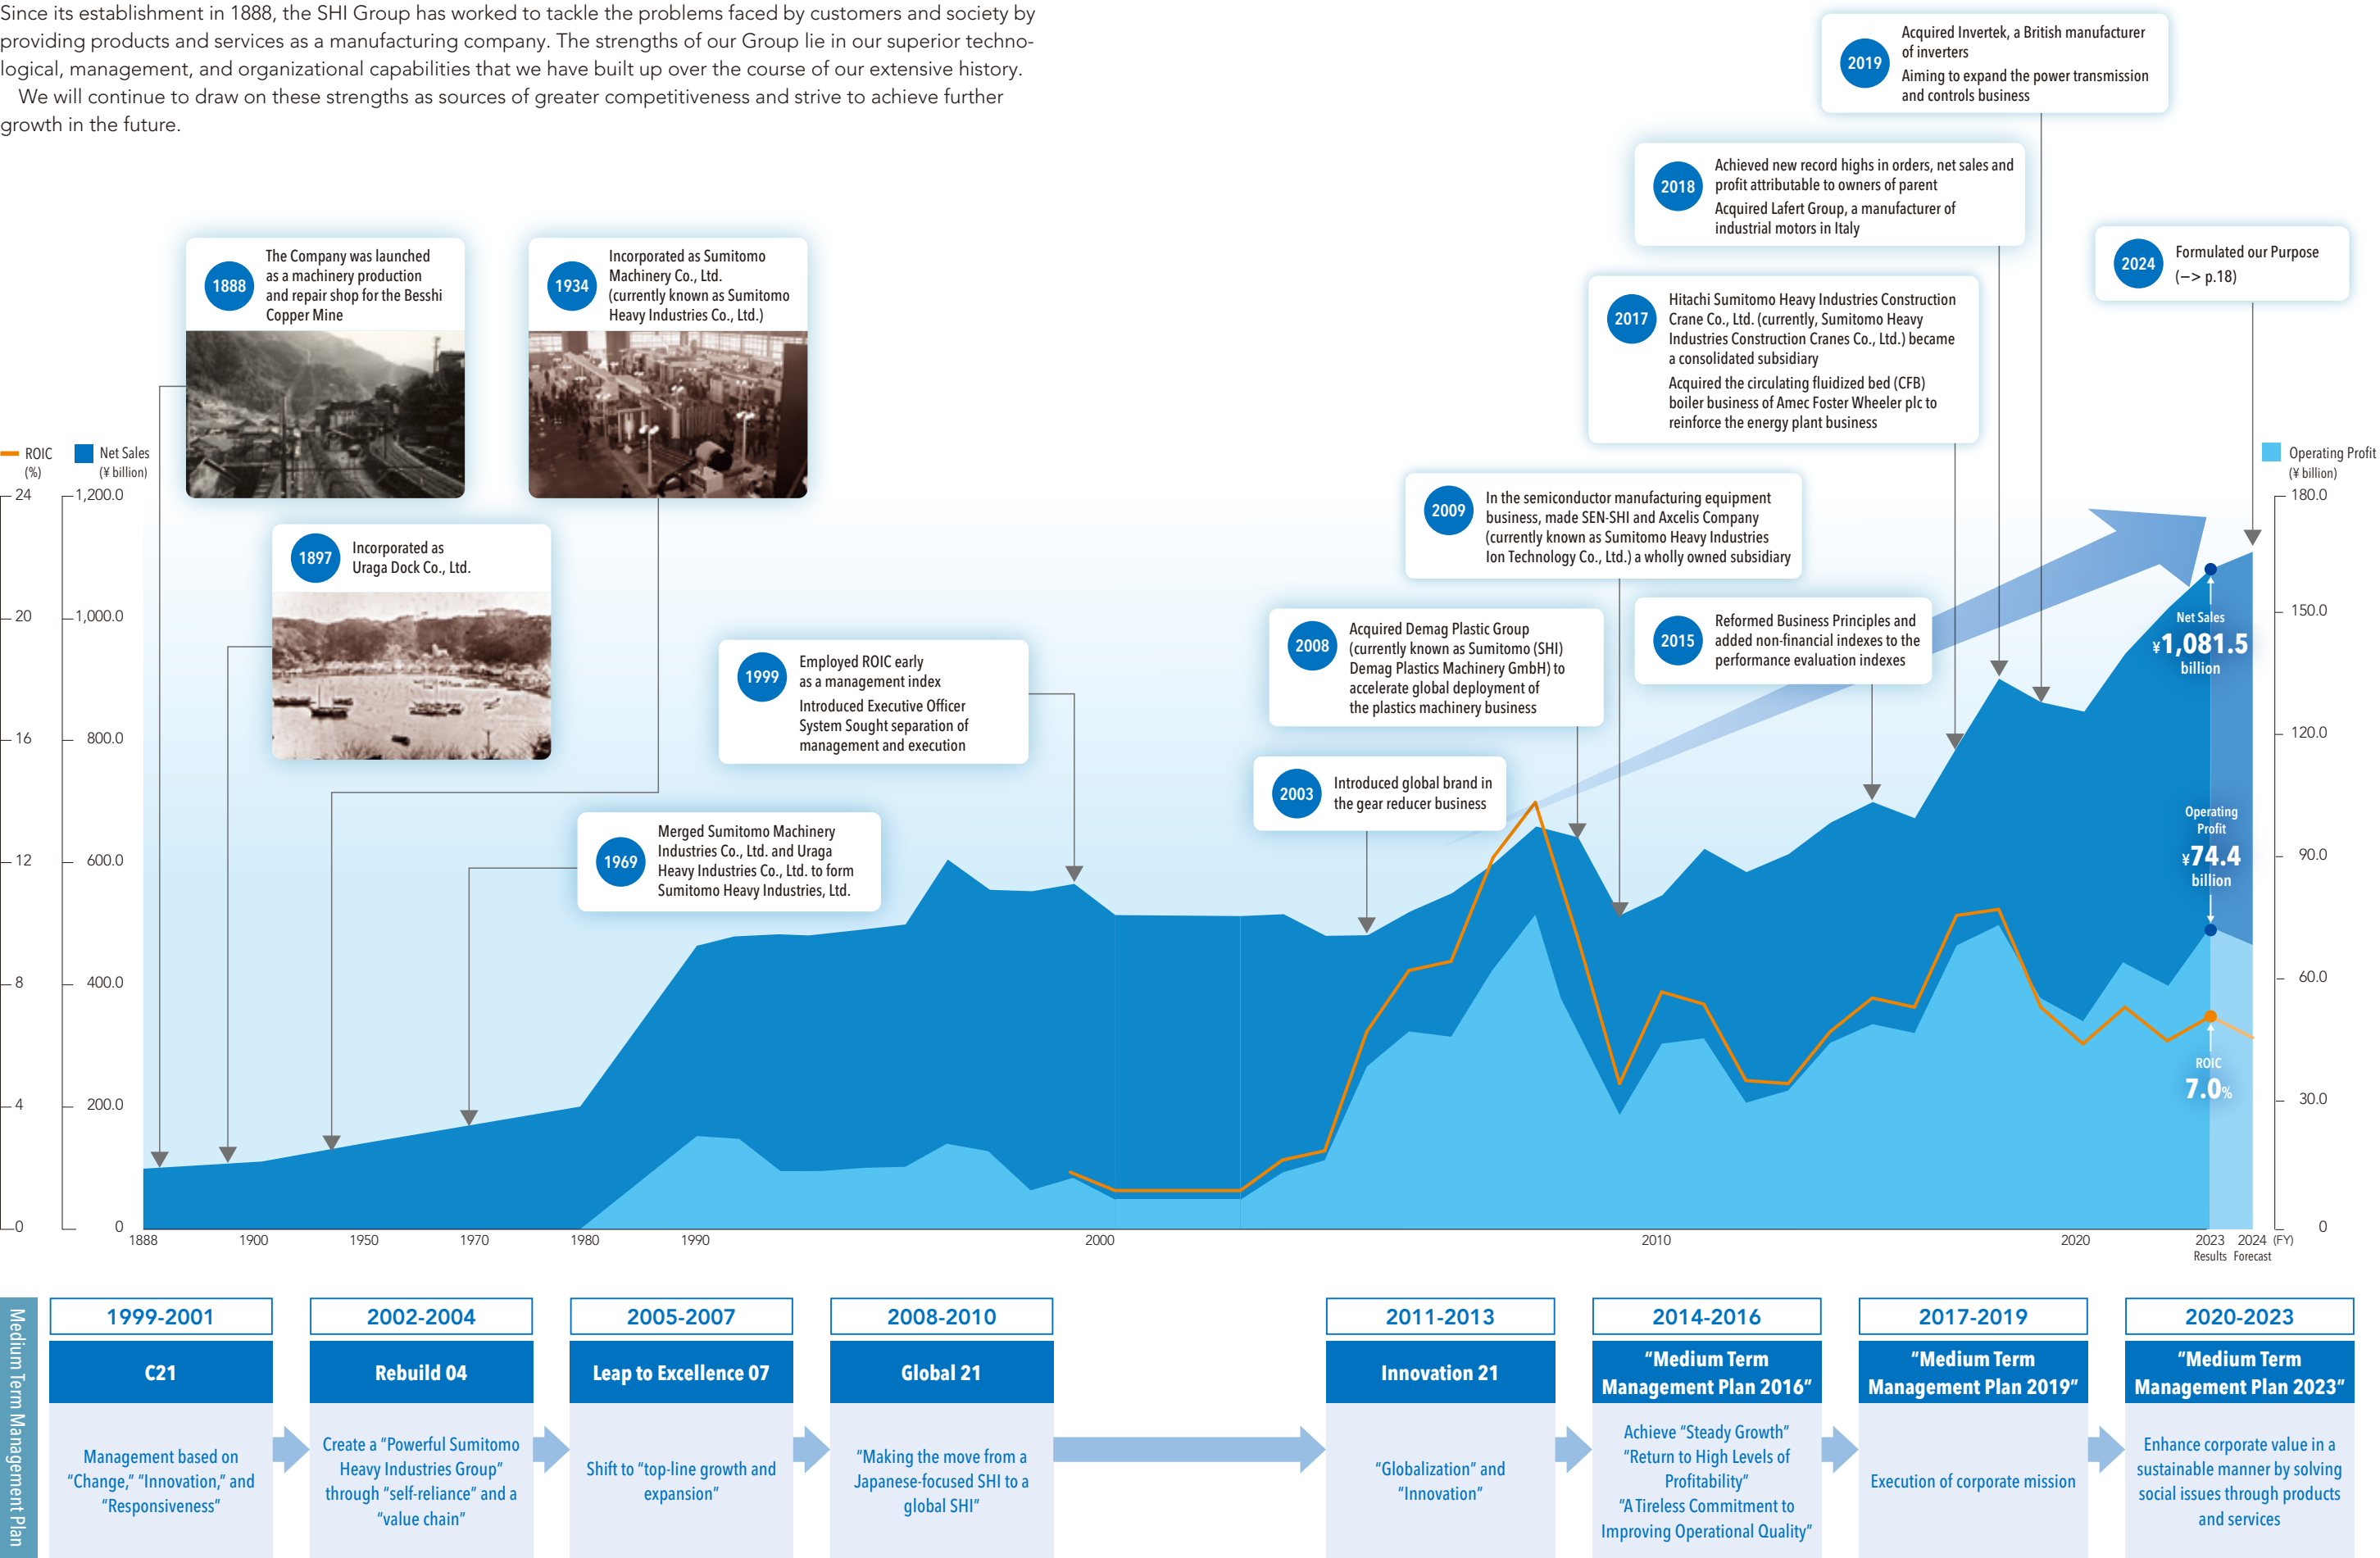 Since its establishment in 1888, the SHI Group has worked to tackle the problems faced by customers and society by
providing products and services as a manufacturing company. The strengths of our Group lie in our superior techno-
logical, management, and organizational capabilities that we have built up over the course of our extensive history.
We will continue to draw on these strengths as sources of greater competitiveness and strive to achieve further
growth in the future.
2019
Acquired Invertek, a British manufacturer
of inverters
Aiming to expand the power transmission
and controls business
2018
Achieved new record highs in orders, net sales and
profit attributable to owners of parent
Acquired Lafert Group, a manufacturer of
industrial motors in Italy
2024
Formulated our Purpose
(—> p.18)
1888
The Company was launched
as a machinery production
and repair shop for the Besshi
Copper Mine
1934
Incorporated as Sumitomo
Machinery Co., Ltd.
(currently known as Sumitomo
Heavy Industries Co., Ltd.)
2017
Hitachi Sumitomo Heavy Industries Construction
Crane Co., Ltd. (currently, Sumitomo Heavy
Industries Construction Cranes Co., Ltd.) became
a consolidated subsidiary
Acquired the circulating fluidized bed (CFB)
boiler business of Amec Foster Wheeler plc to
reinforce the energy plant business
ROIC
(%)
Net Sales
(¥ billion)
Operating Profit
(¥ billion)
1897
Incorporated as
Uraga Dock Co., Ltd.
2009
In the semiconductor manufacturing equipment
business, made SEN-SHI and Axcelis Company
(currently known as Sumitomo Heavy Industries
Ion Technology Co., Ltd.) a wholly owned subsidiary
2008
Acquired Demag Plastic Group
(currently known as Sumitomo (SHI)
Demag Plastics Machinery GmbH) to
accelerate global deployment of
the plastics machinery business
2015
Reformed Business Principles and
added non-financial indexes to the
performance evaluation indexes
1999
Employed ROIC early
as a management index
Introduced Executive Officer
System Sought separation of
management and execution
2003
Introduced global brand in
the gear reducer business
1969
Merged Sumitomo Machinery
Industries Co., Ltd. and Uraga
Heavy Industries Co., Ltd. to form
Sumitomo Heavy Industries, Ltd.
24
20
16
12
8
4
0
1,200.0
1,000.0
800.0
600.0
400.0
200.0
0
180.0
150.0
120.0
90.0
60.0
30.0
0
Net Sales
¥1,081.5
billion
Operating
Profit
¥74.4
billion
ROIC
7.0%
1888
1900
1950
1970
1980
1990
2000
2010
2020
2023
Results
2024
Forecast
(FY)
Medium Term Management Plan
1999-2001
C21
Management based on
“Change,” “Innovation,” and
“Responsiveness”
2002-2004
Rebuild 04
Create a “Powerful Sumitomo
Heavy Industries Group”
through “self-reliance” and a
“value chain”
2005-2007
Leap to Excellence 07
Shift to “top-line growth and
expansion”
2008-2010
Global 21
“Making the move from a
Japanese-focused SHI to a
global SHI”
2011-2013
Innovation 21
“Globalization” and
“Innovation”
2014-2016
“Medium Term
Management Plan 2016”
Achieve “Steady Growth”
“Return to High Levels of
Profitability”
“A Tireless Commitment to
Improving Operational Quality”
2017-2019
“Medium Term
Management Plan 2019”
Execution of corporate mission
2020-2023
“Medium Term
Management Plan 2023”
Enhance corporate value in a
sustainable manner by solving
social issues through products
and services